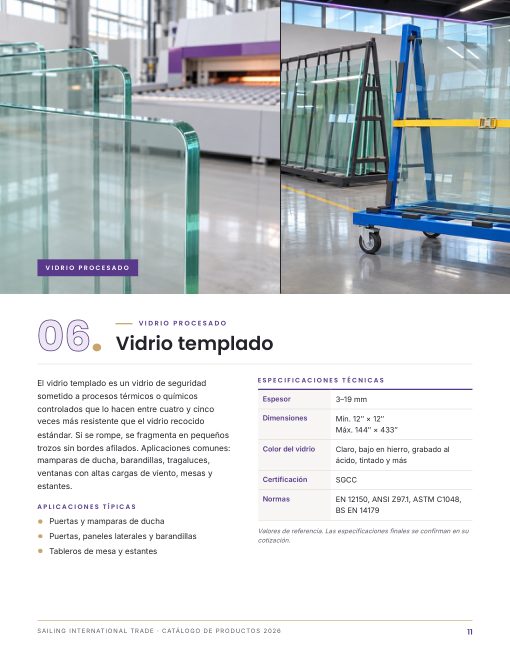 VIDRIO PROCESADO
06.
VIDRIO PROCESADO
Vidrio templado
El vidrio templado es un vidrio de seguridad
sometido a procesos térmicos o químicos
controlados que lo hacen entre cuatro y cinco
veces más resistente que el vidrio recocido
estándar. Si se rompe, se fragmenta en pequeños
trozos sin bordes afilados. Aplicaciones comunes:
mamparas de ducha, barandillas, tragaluces,
ventanas con altas cargas de viento, mesas y
estantes.
APLICACIONES TÍPICAS
Puertas y mamparas de ducha
Puertas, paneles laterales y barandillas
Tableros de mesa y estantes
ESPECIFICACIONES TÉCNICAS
Espesor 3–19 mm
Dimensiones Mín. 12″ × 12″
Máx. 144″ × 433″
Color del vidrio Claro, bajo en hierro, grabado al
ácido, tintado y más
Certificación SGCC
Normas EN 12150, ANSI Z97.1, ASTM C1048,
BS EN 14179
Valores de referencia. Las especificaciones finales se confirman en su
cotización.
SAILING INTERNATIONAL TRADE · CATÁLOGO DE PRODUCTOS 2026
11